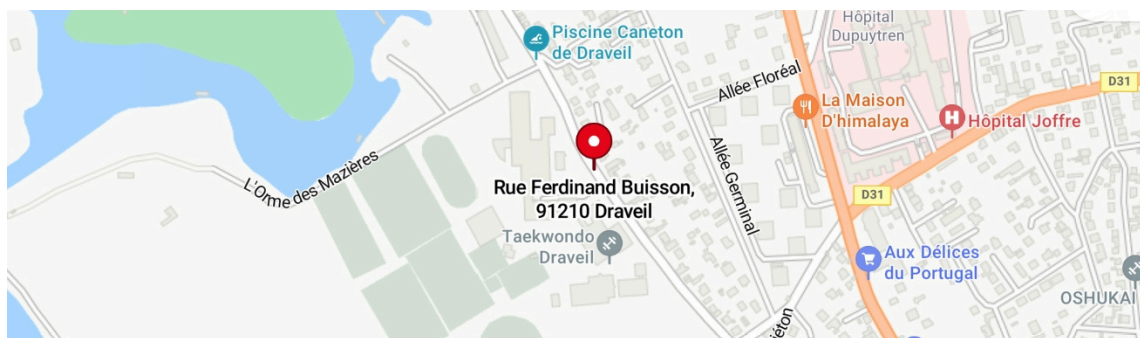 Hôpital
Dupuytren
Piscine Caneton
de Draveil
Allée Floréal
D31
La Maison
D'himalaya
Hôpital Joffre
L'Orme des Mazières
Allée Germinal
Rue Ferdinand Buisson,
91210 Draveil
D31
Taekwondo
Draveil
Aux Délices
du Portugal
OSHUKAI